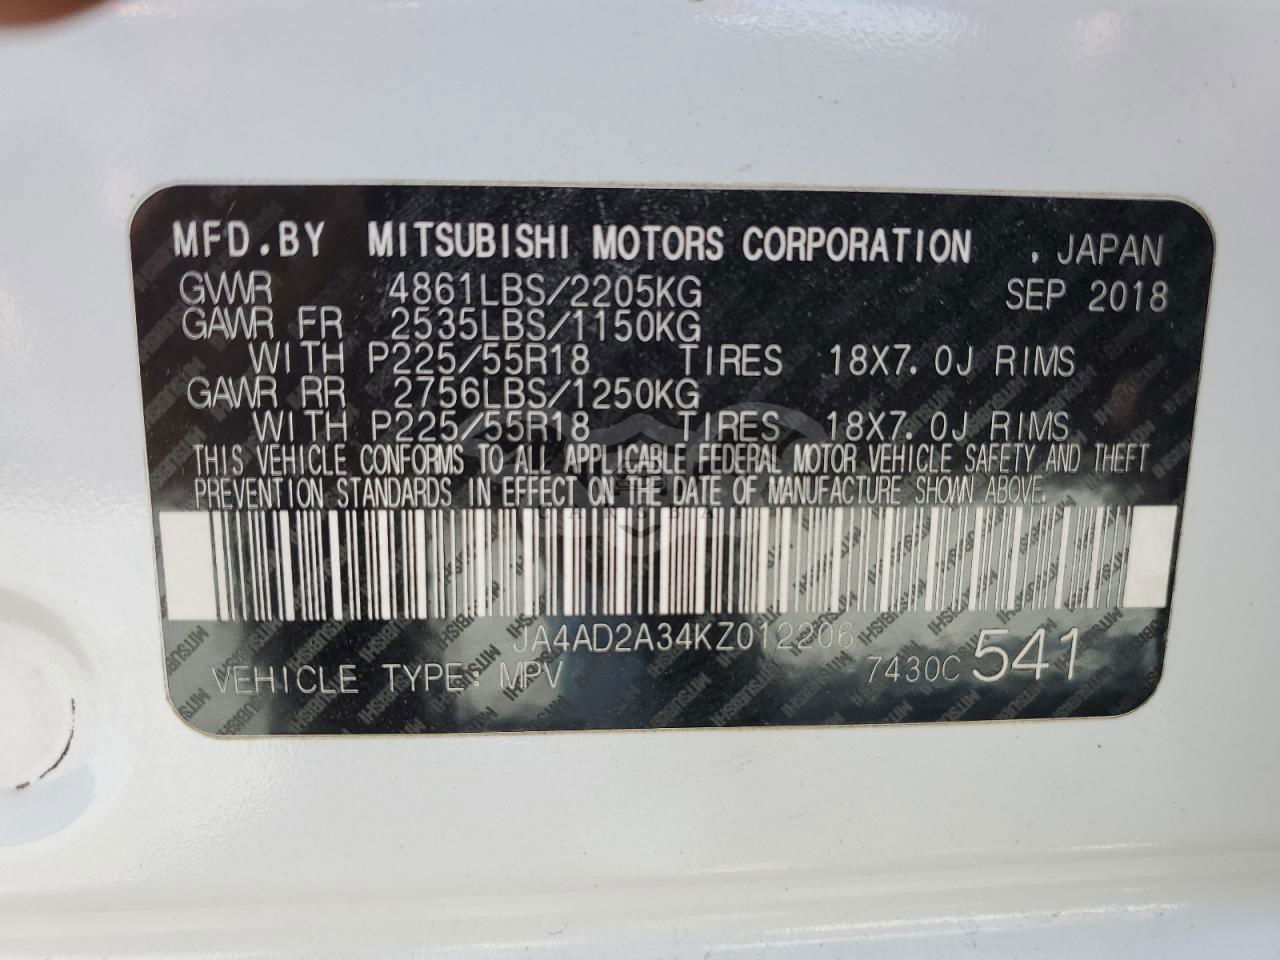 MFD.BY MITSUBISHI MOTORS CORPORATION , JAPAN
GVWR 4861LBS/2205KG SEP 2018
GAWR FR 2535LBS/1150KG
WITH P225/55R18 TIRES 18X7.0J RIMS
GAWR RR 2756LBS/1250KG
WITH P225/55R18 TIRES 18X7.0J RIMS
THIS VEHICLE CONFORMS TO ALL APPLICABLE FEDERAL MOTOR VEHICLE SAFETY AND THEFT
PREVENTION STANDARDS IN EFFECT ON THE DATE OF MANUFACTURE SHOWN ABOVE.
JA4AD2A34KZ012206
VEHICLE TYPE: MPV 7430C 541